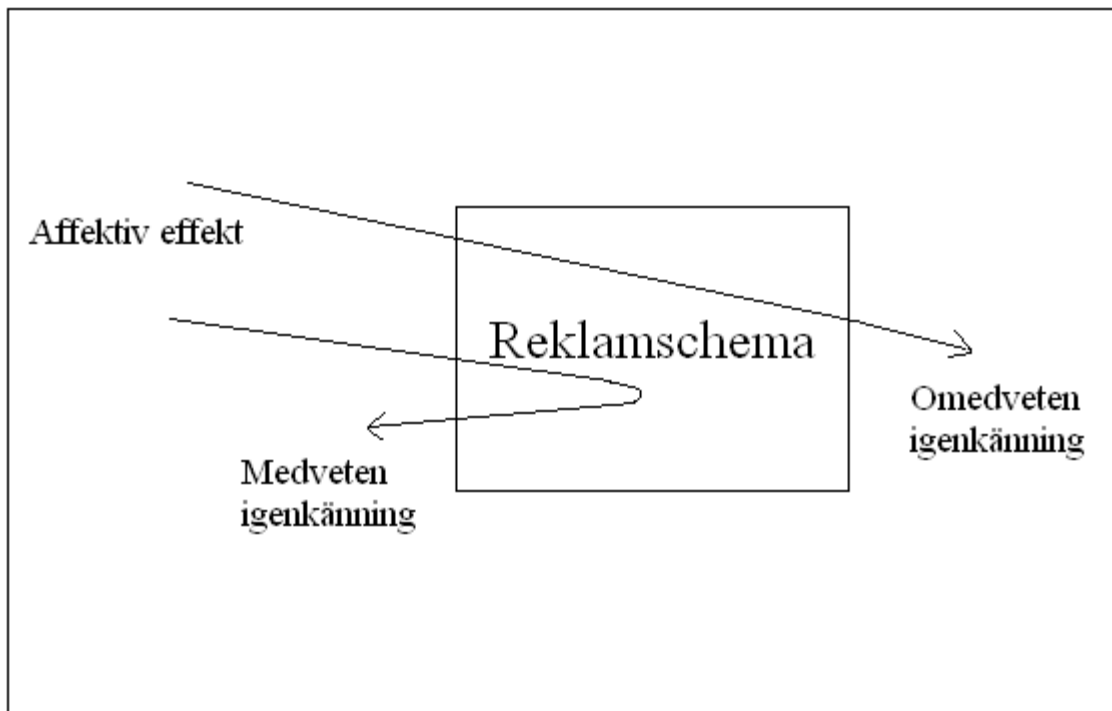 Affektiv effekt
Reklamschema
Omedveten
igenkänning
Medveten
igenkänning